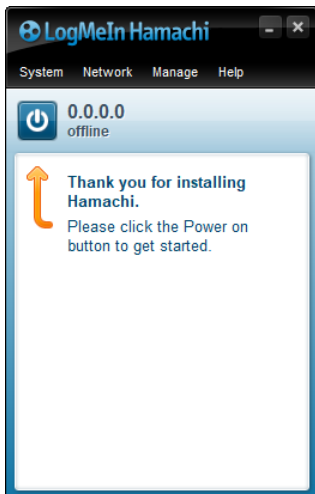 LogMeIn Hamachi
System Network Manage Help
0.0.0.0
offline
Thank you for installing
Hamachi.
Please click the Power on
button to get started.